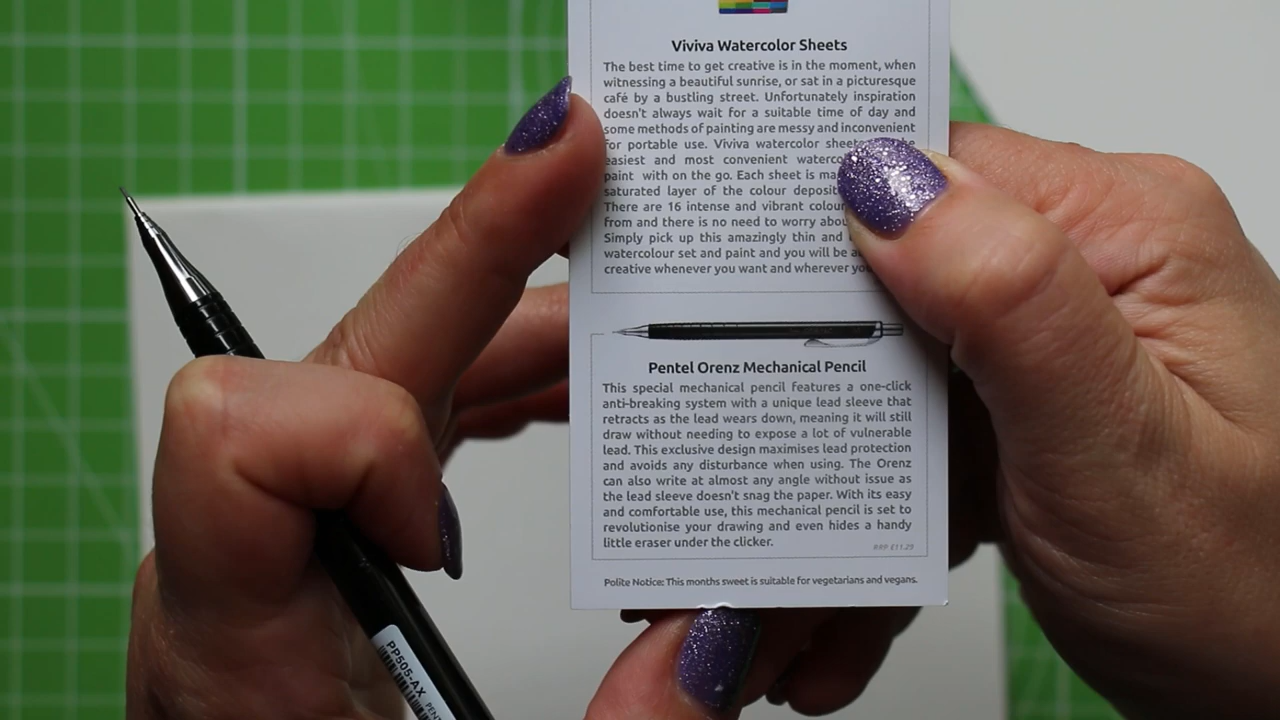 Viviva Watercolor Sheets
The best time to get creative is in the moment, when
witnessing a beautiful sunrise, or sat in a picturesque
café by a bustling street. Unfortunately inspiration
doesn't always wait for a suitable time of day and
some methods of painting are messy and inconvenient
for portable use. Viviva watercolor
easiest and most convenient
paint with on the go. Each sheet is
saturated layer of the colour
There are 16 intense and vibrant
from and there is no need to worry
Simply pick up this amazingly thin and
watercolour set and paint and you will be
creative whenever you want and wherever
Pentel Orenz Mechanical Pencil
This special mechanical pencil features a one-click
anti-breaking system with a unique lead sleeve that
retracts as the lead wears down, meaning it will still
draw without needing to expose a lot of vulnerable
lead. This exclusive design maximises lead protection
and avoids any disturbance when using. The Orenz
can also write at almost any angle without issue as
the lead sleeve doesn't snag the paper. With its easy
and comfortable use, this mechanical pencil is set to
revolutionise your drawing and even hides a handy
little eraser under the clicker.
RRP £11.29
Polite Notice: This months sweet is suitable for vegetarians and vegans.
PP505-AX